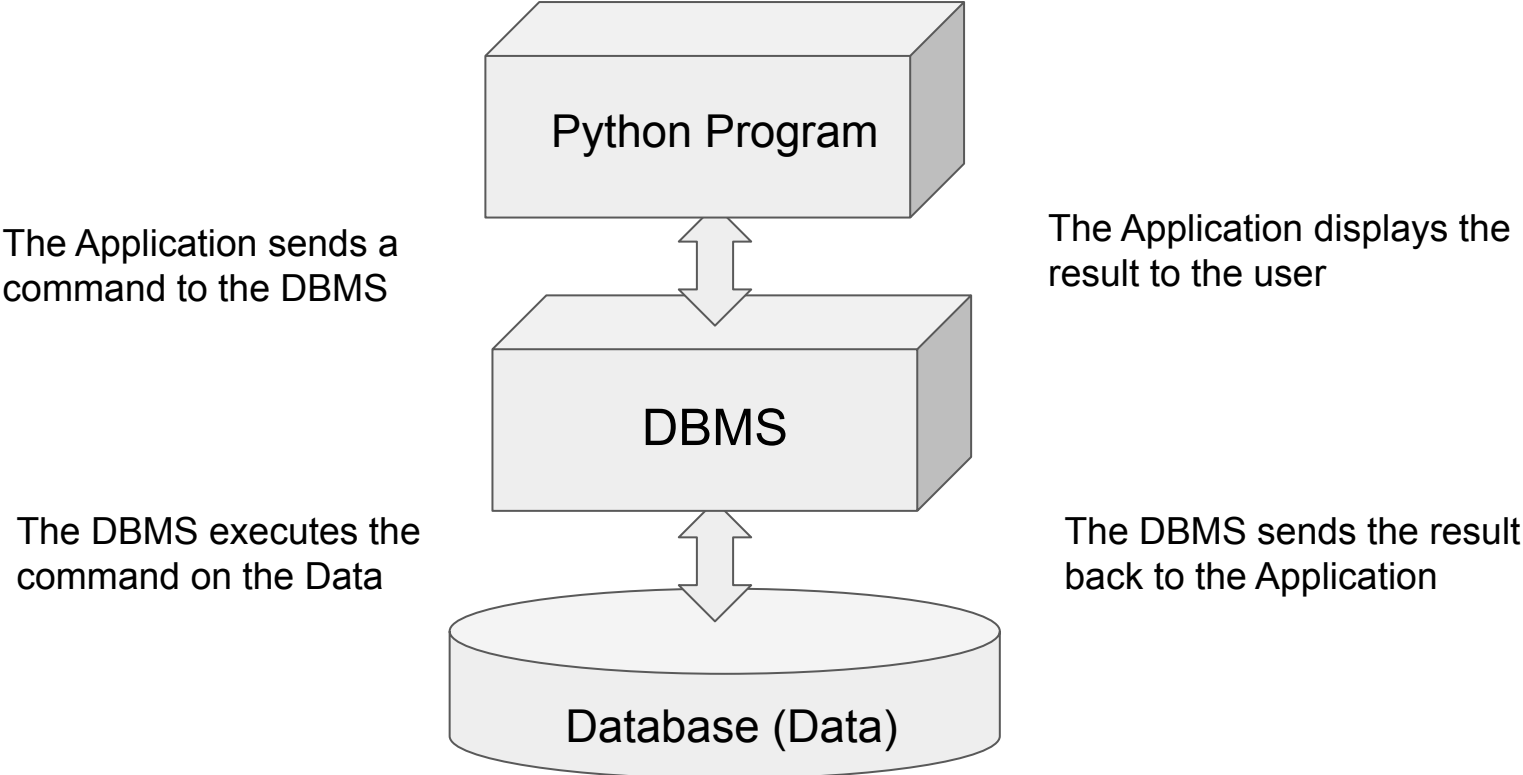 Python Program
The Application sends a
command to the DBMS
The Application displays the
result to the user
DBMS
The DBMS executes the
command on the Data
The DBMS sends the result
back to the Application
Database (Data)